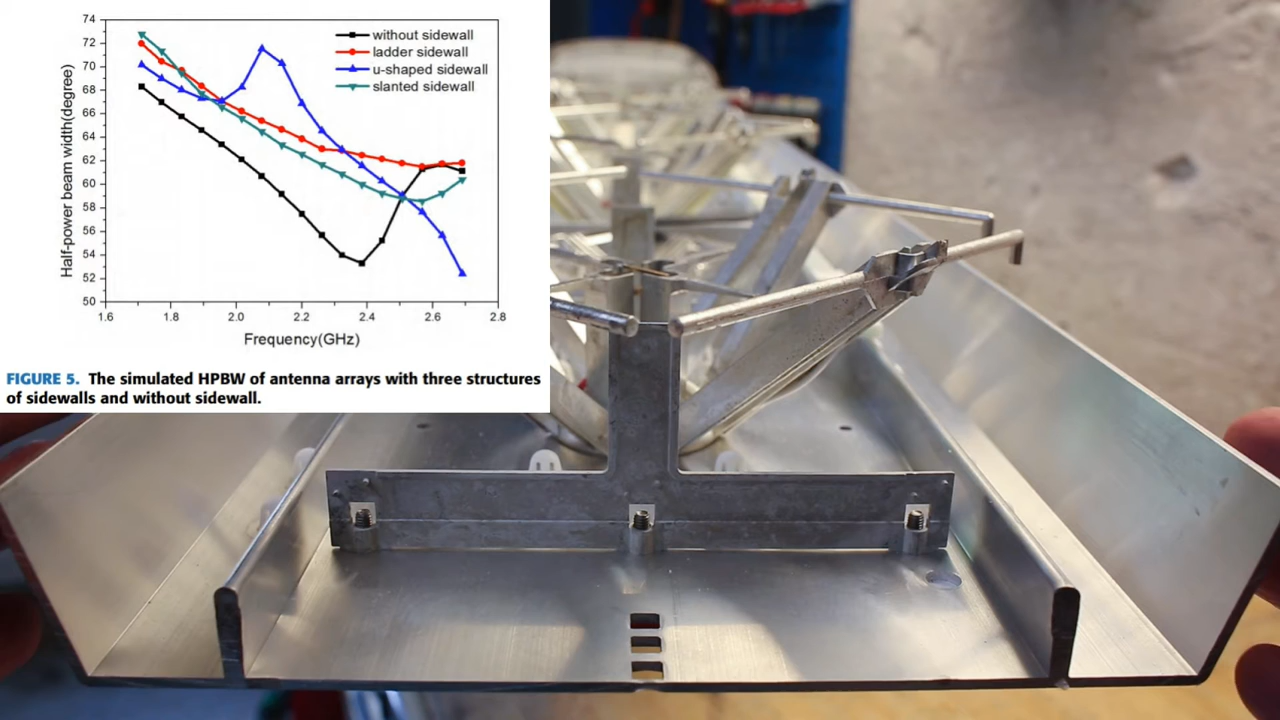 74
72
70
68
66
64
62
60
58
56
54
52
50
Half-power beam width(degree)
without sidewall
ladder sidewall
u-shaped sidewall
slanted sidewall
1.6 1.8 2.0 2.2 2.4 2.6 2.8
Frequency(GHz)
FIGURE 5. The simulated HPBW of antenna arrays with three structures
of sidewalls and without sidewall.